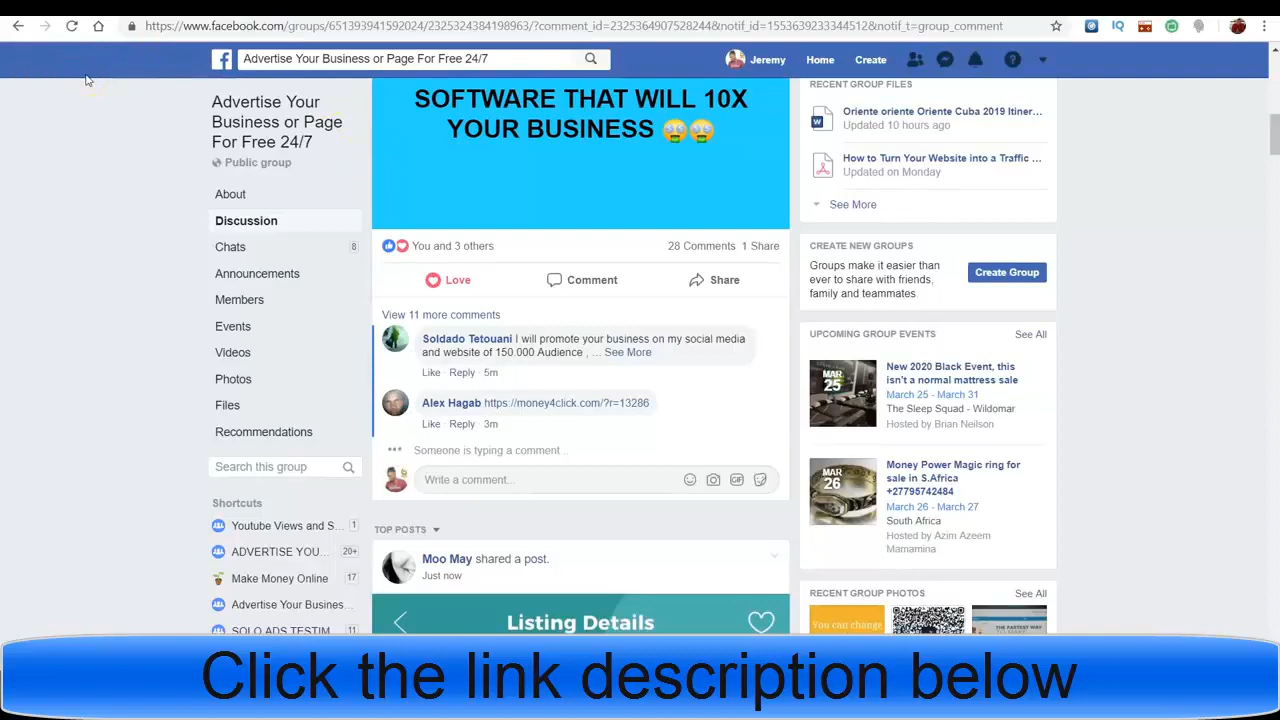 https://www.facebook.com/groups/651393941592024/2325324384198963/?comment_id=2325364907528244&notif_id=1553639233344512&notif_t=group_comment
Advertise Your Business or Page For Free 24/7
Jeremy
Home
Create
Advertise Your
Business or Page
For Free 24/7
Public group
About
Discussion
Chats
8
Announcements
Members
Events
Videos
Photos
Files
Recommendations
Search this group
Shortcuts
Youtube Views and S...
1
ADVERTISE YOU...
20+
Make Money Online
17
Advertise Your Busines...
SOLO ADS TESTIM...
11
SOFTWARE THAT WILL 10X
YOUR BUSINESS
You and 3 others
28 Comments 1 Share
Love
Comment
Share
View 11 more comments
Soldado Tetouani I will promote your business on my social media
and website of 150.000 Audience , ... See More
Like · Reply · 5m
Alex Hagab https://money4click.com/?r=13286
Like · Reply · 3m
Someone is typing a comment...
Write a comment...
GIF
TOP POSTS
Moo May shared a post.
Just now
Listing Details
RECENT GROUP FILES
Oriente oriente Oriente Cuba 2019 Itiner...
Updated 10 hours ago
How to Turn Your Website into a Traffic ...
Updated on Monday
See More
CREATE NEW GROUPS
Groups make it easier than
ever to share with friends,
family and teammates.
Create Group
UPCOMING GROUP EVENTS
See All
MAR
25
New 2020 Black Event, this
isn't a normal mattress sale
March 25 - March 31
The Sleep Squad - Wildomar
Hosted by Brian Neilson
MAR
26
Money Power Magic ring for
sale in S.Africa
+27795742484
March 26 - March 27
South Africa
Hosted by Azim Azeem
Mamamina
RECENT GROUP PHOTOS
See All
You can change
THE FASTEST WAY
Click the link description below